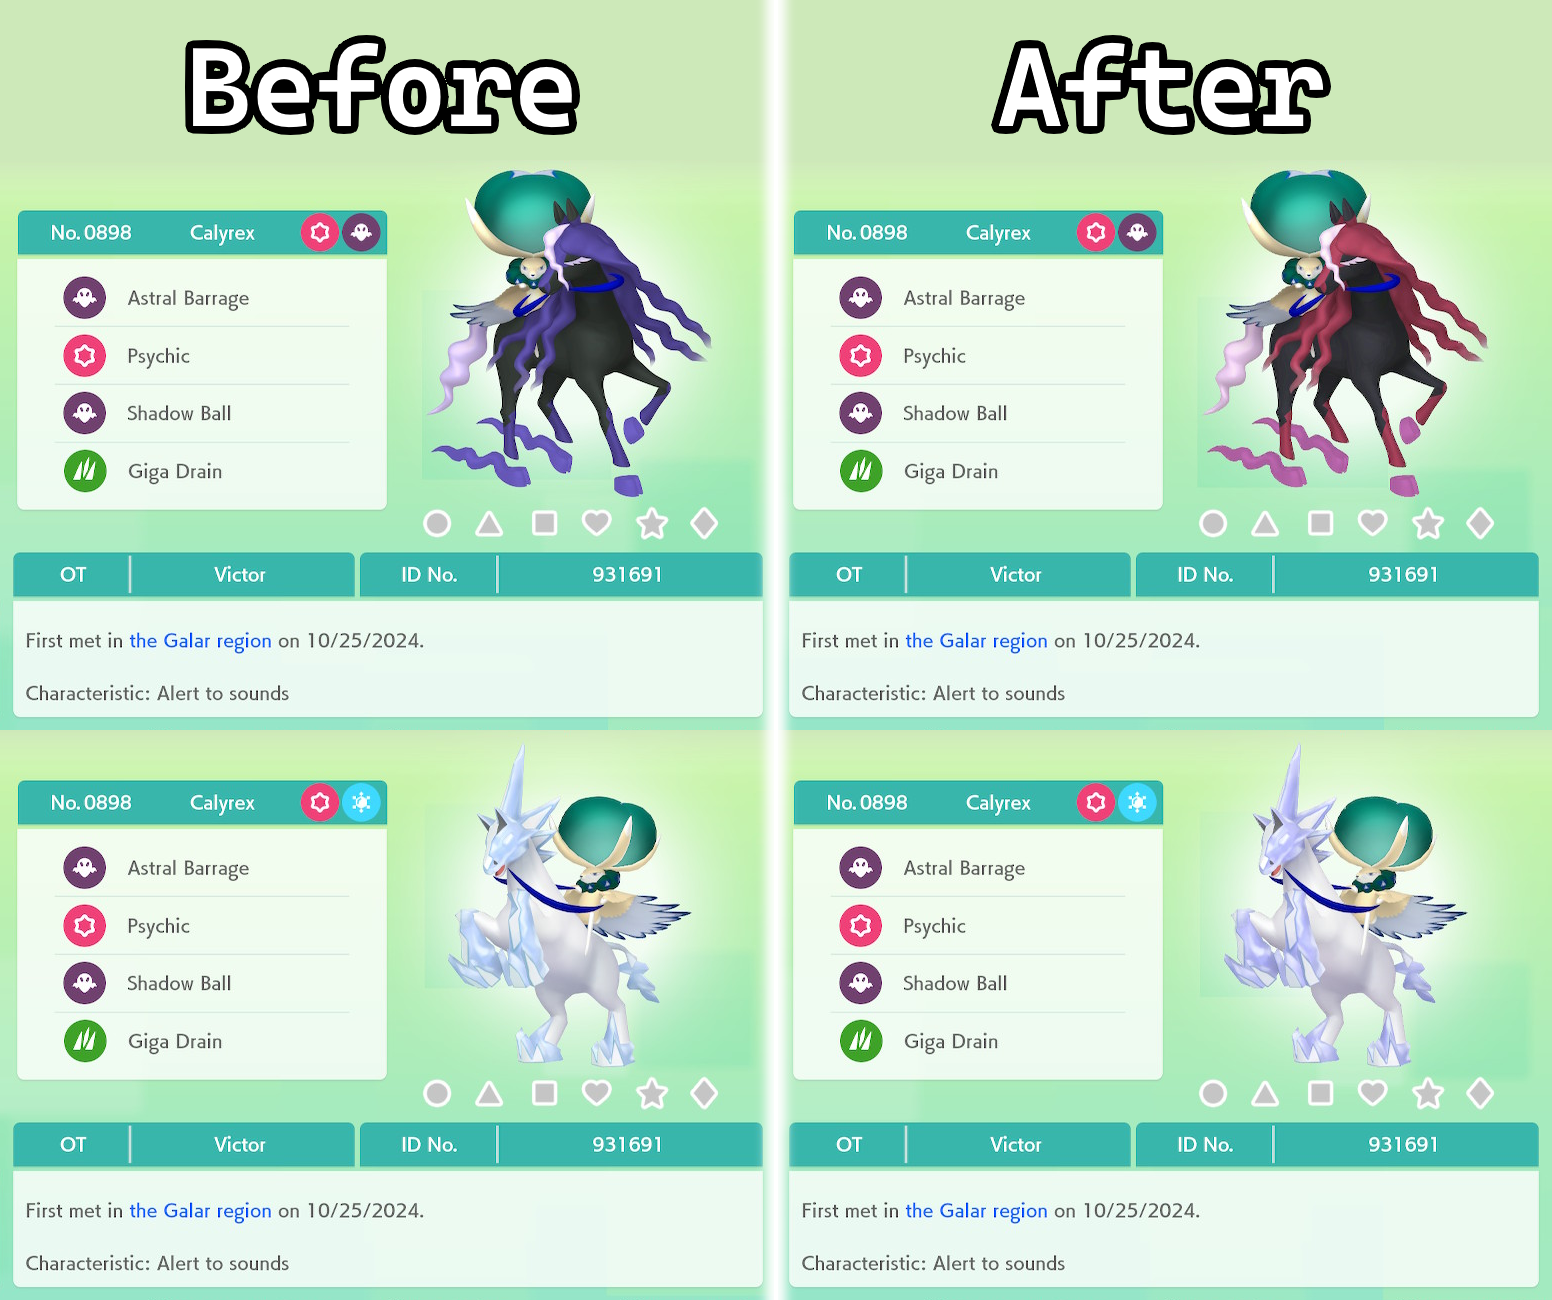 Before
After
No. 0898 Calyrex
Astral Barrage
Psychic
Shadow Ball
Giga Drain
OT Victor ID No. 931691
First met in the Galar region on 10/25/2024.
Characteristic: Alert to sounds
No. 0898 Calyrex
Astral Barrage
Psychic
Shadow Ball
Giga Drain
OT Victor ID No. 931691
First met in the Galar region on 10/25/2024.
Characteristic: Alert to sounds
No. 0898 Calyrex
Astral Barrage
Psychic
Shadow Ball
Giga Drain
OT Victor ID No. 931691
First met in the Galar region on 10/25/2024.
Characteristic: Alert to sounds
No. 0898 Calyrex
Astral Barrage
Psychic
Shadow Ball
Giga Drain
OT Victor ID No. 931691
First met in the Galar region on 10/25/2024.
Characteristic: Alert to sounds